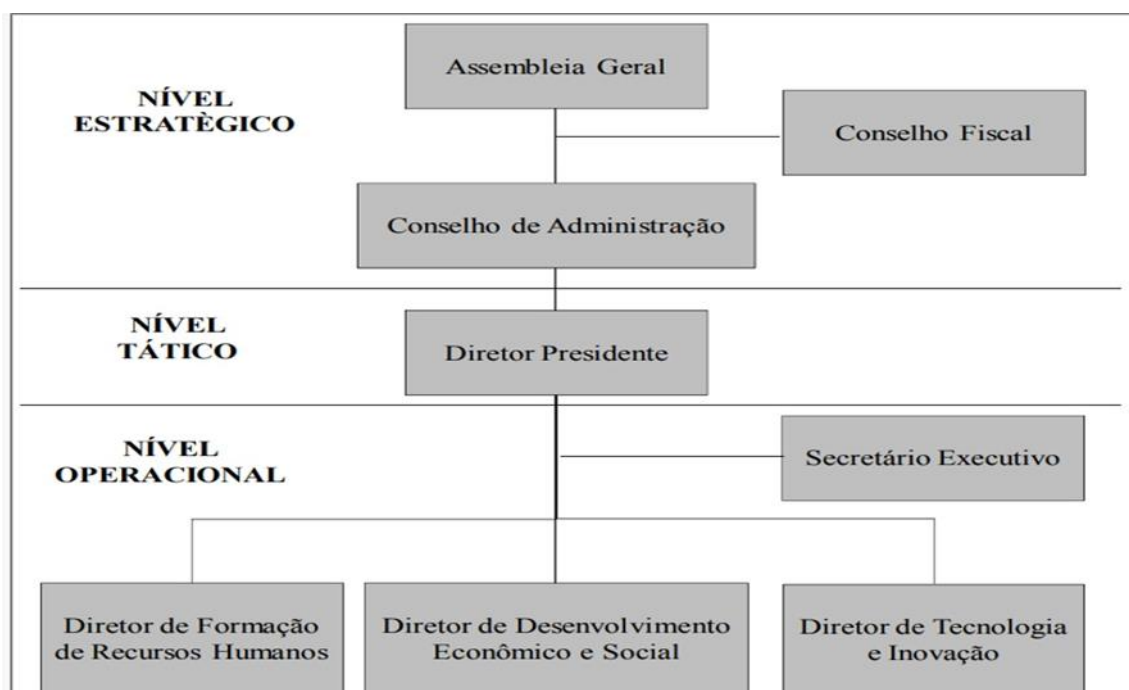 Assembleia Geral
NÍVEL
ESTRATÈGICO
Conselho Fiscal
Conselho de Administração
NÍVEL
TÁTICO
Diretor Presidente
NÍVEL
OPERACIONAL
Secretário Executivo
Diretor de Formação
de Recursos Humanos
Diretor de Desenvolvimento
Econômico e Social
Diretor de Tecnologia
e Inovação